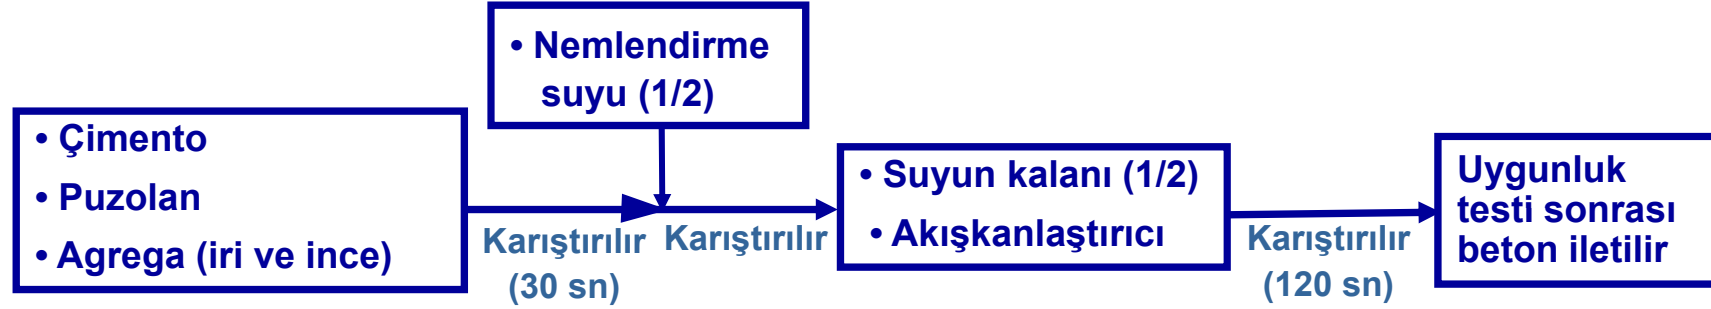 • Çimento
• Puzolan
• Agrega (iri ve ince)
Karıştırılır
(30 sn)
• Nemlendirme
suyu (1/2)
Karıştırılır
• Suyun kalanı (1/2)
• Akışkanlaştırıcı
Karıştırılır
(120 sn)
Uygunluk
testi sonrası
beton iletilir